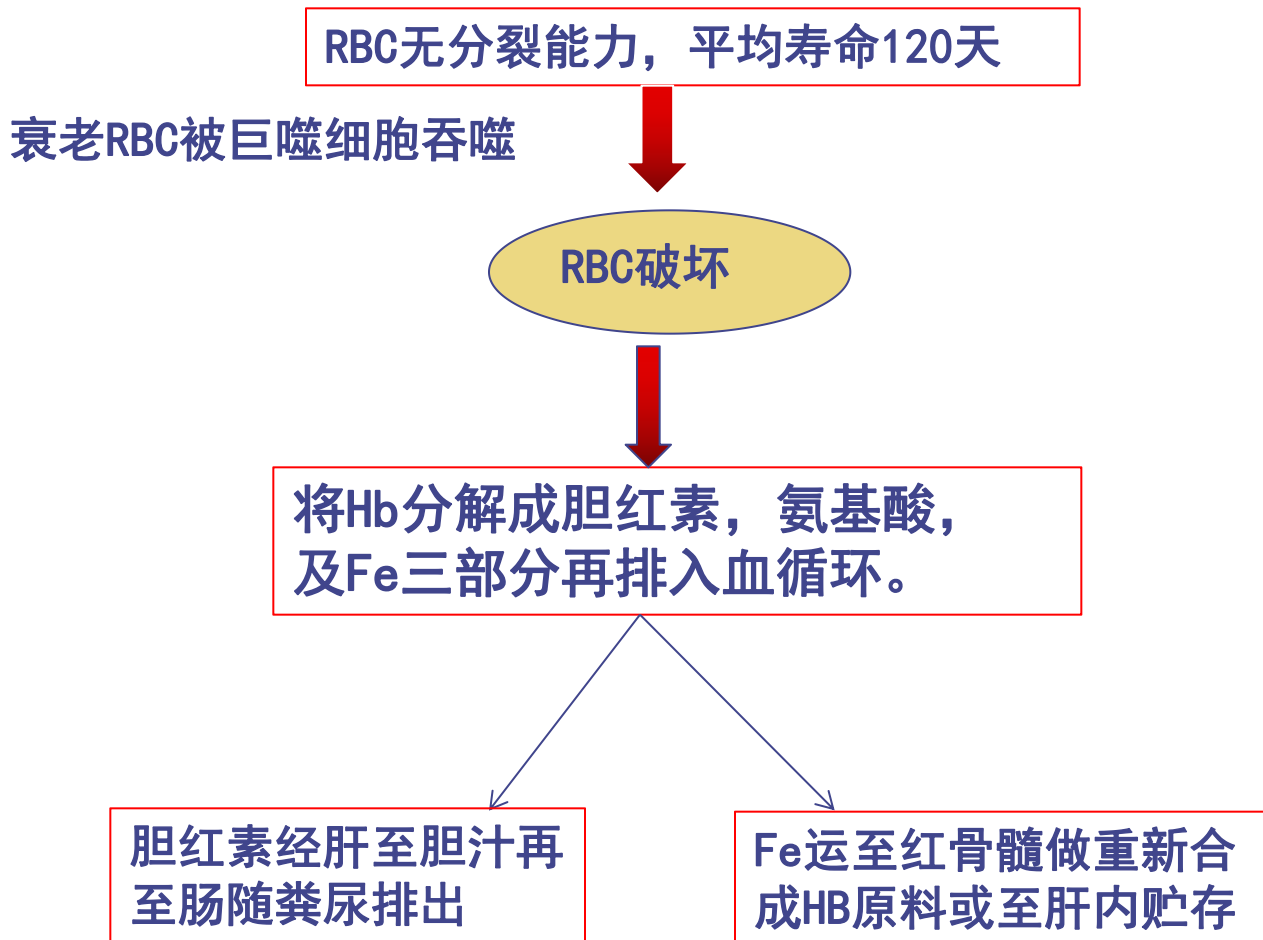 RBC无分裂能力，平均寿命120天
衰老RBC被巨噬细胞吞噬
RBC破坏
将Hb分解成胆红素，氨基酸，
及Fe三部分再排入血循环。
胆红素经肝至胆汁再
至肠随粪尿排出
Fe运至红骨髓做重新合
成HB原料或至肝内贮存